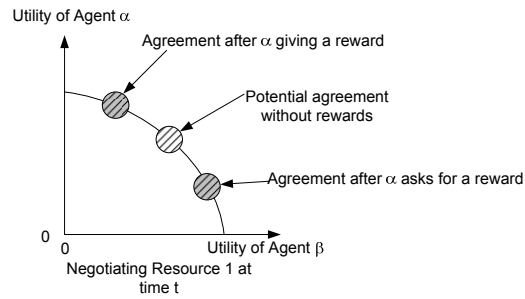 Utility of Agent α
Agreement after α giving a reward
Potential agreement
without rewards
Agreement after α asks for a reward
0
0
Utility of Agent β
Negotiating Resource 1 at
time t